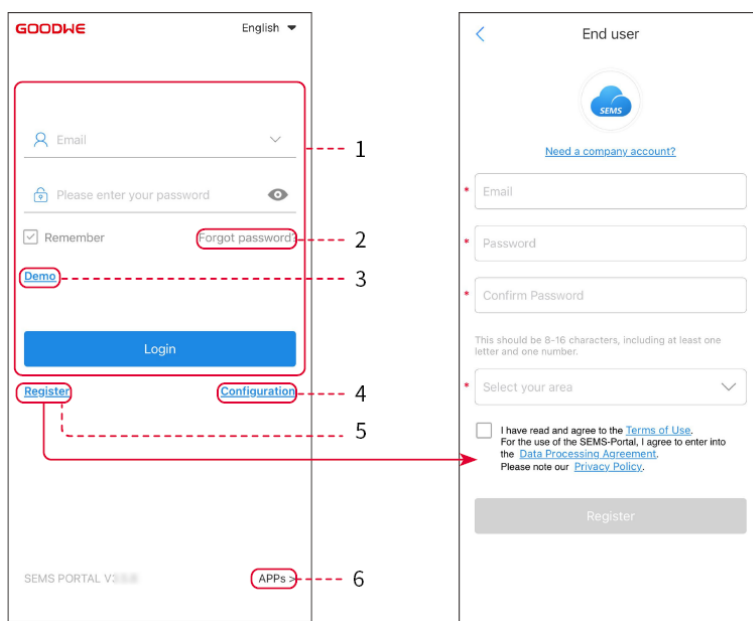 GOODWE
English
Email
1
Please enter your password
Remember
Forgot password?
2
Demo
3
Login
Register
Configuration
4
5
SEMS PORTAL
APPs >
6
End user
SEMS
Need a company account?
* Email
* Password
* Confirm Password
This should be 8-16 characters, including at least one
letter and one number.
* Select your area
I have read and agree to the Terms of Use.
For the use of the SEMS-Portal, I agree to enter into
the Data Processing Agreement.
Please note our Privacy Policy.
Register